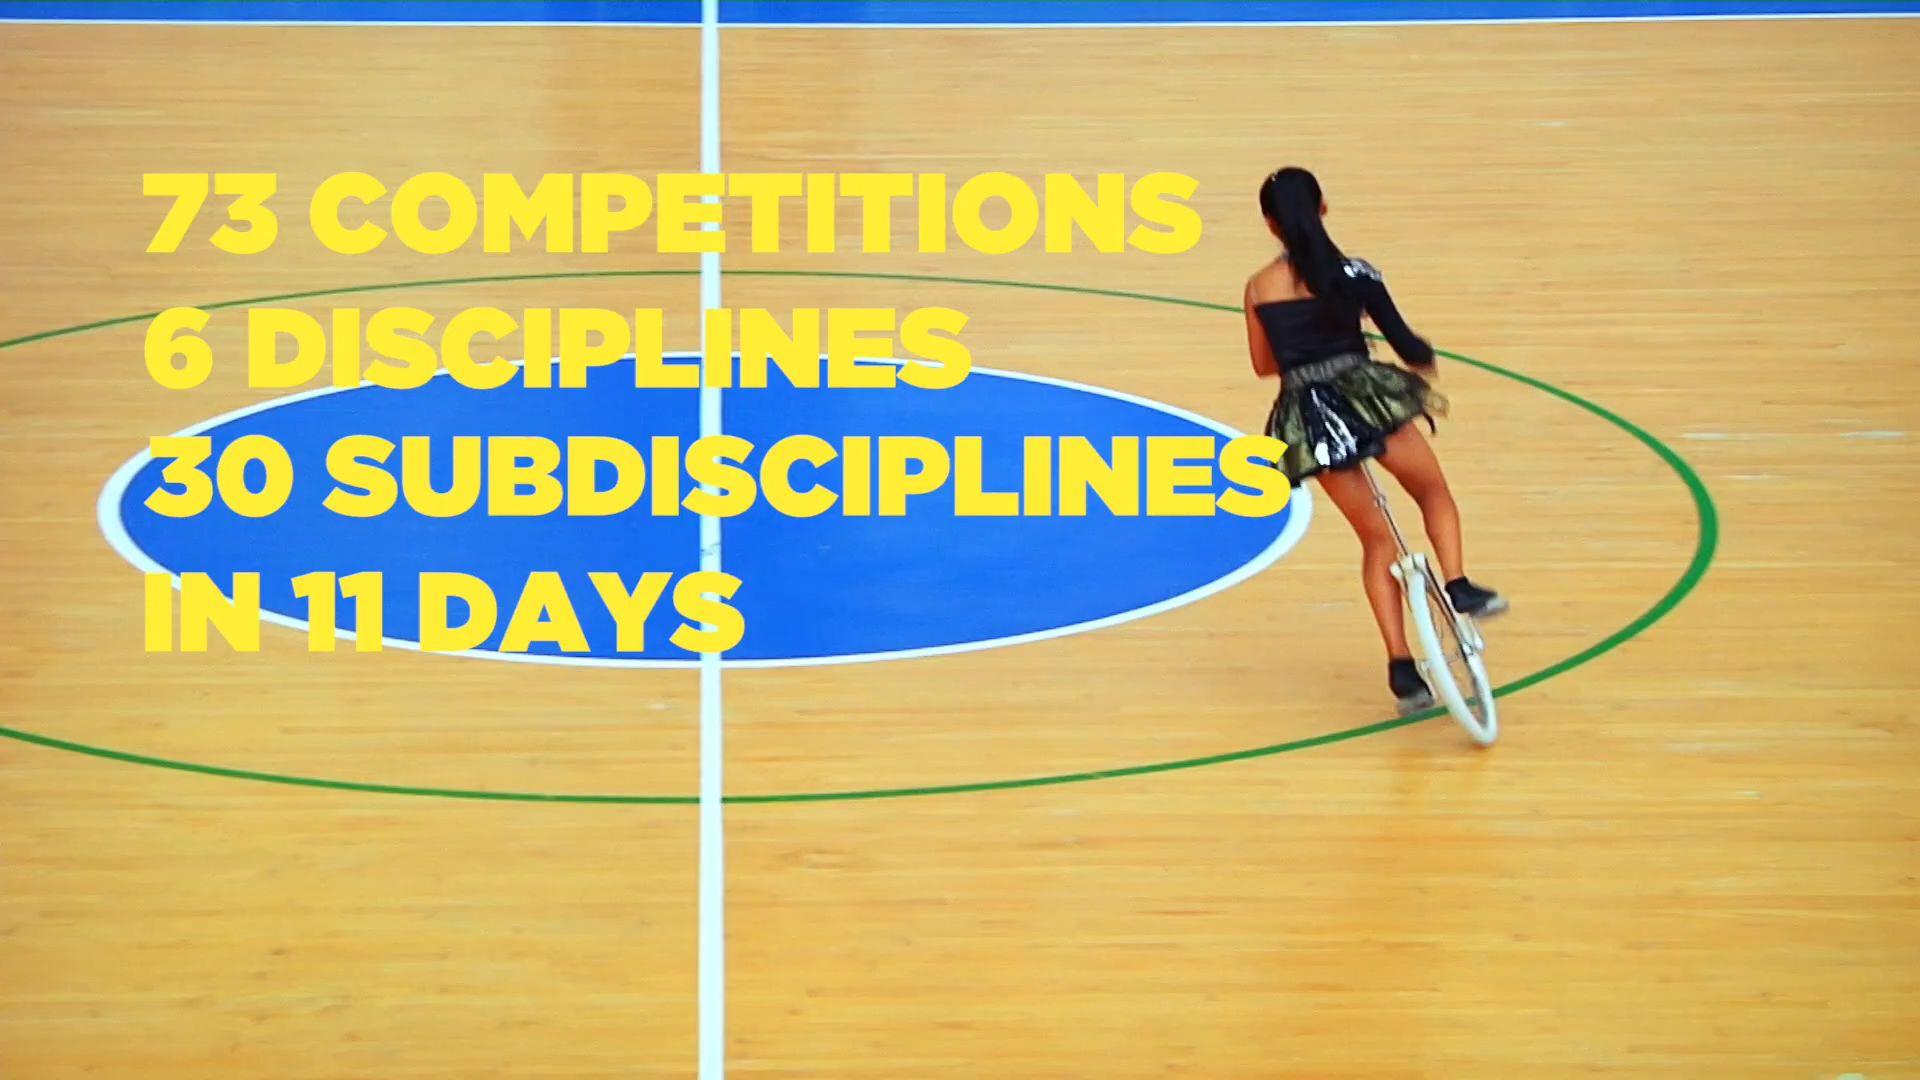 73 COMPETITIONS
6 DISCIPLINES
30 SUBDISCIPLINES
IN 11 DAYS